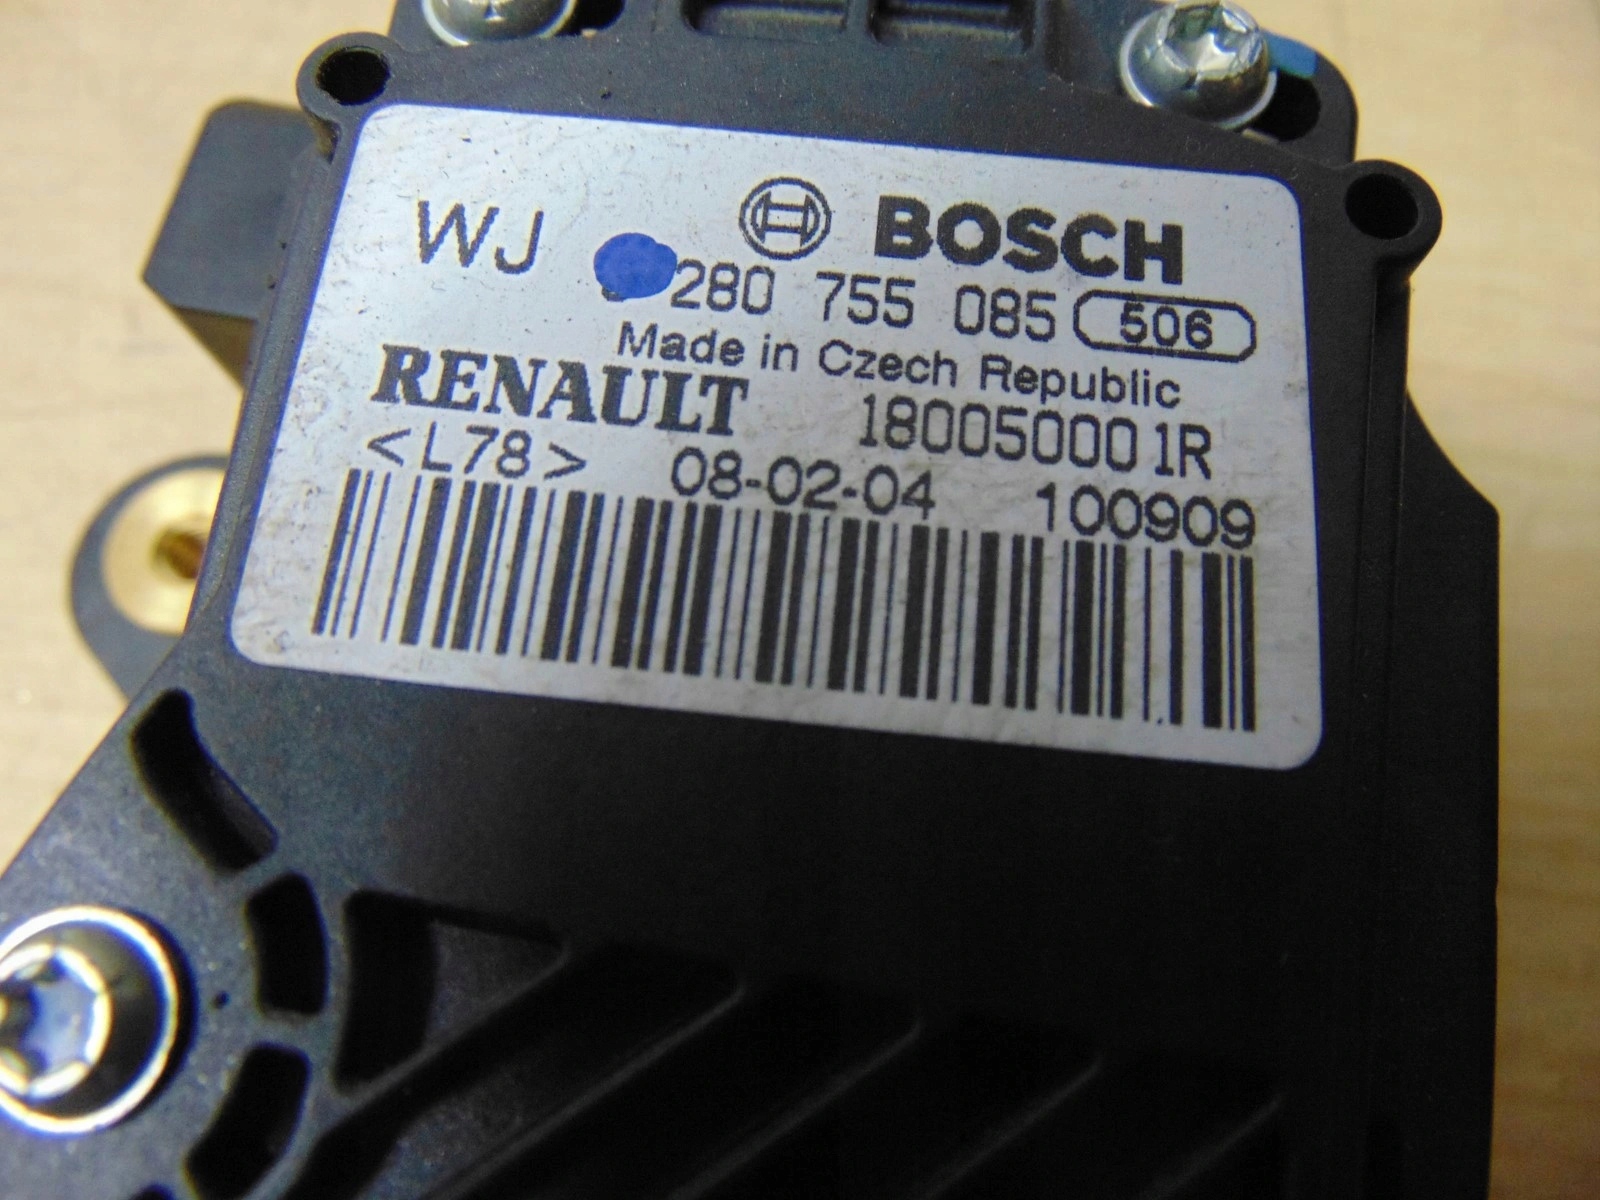 WJ BOSCH
280 755 085 506
Made in Czech Republic
RENAULT 180050001R
<L78> 08-02-04 100909